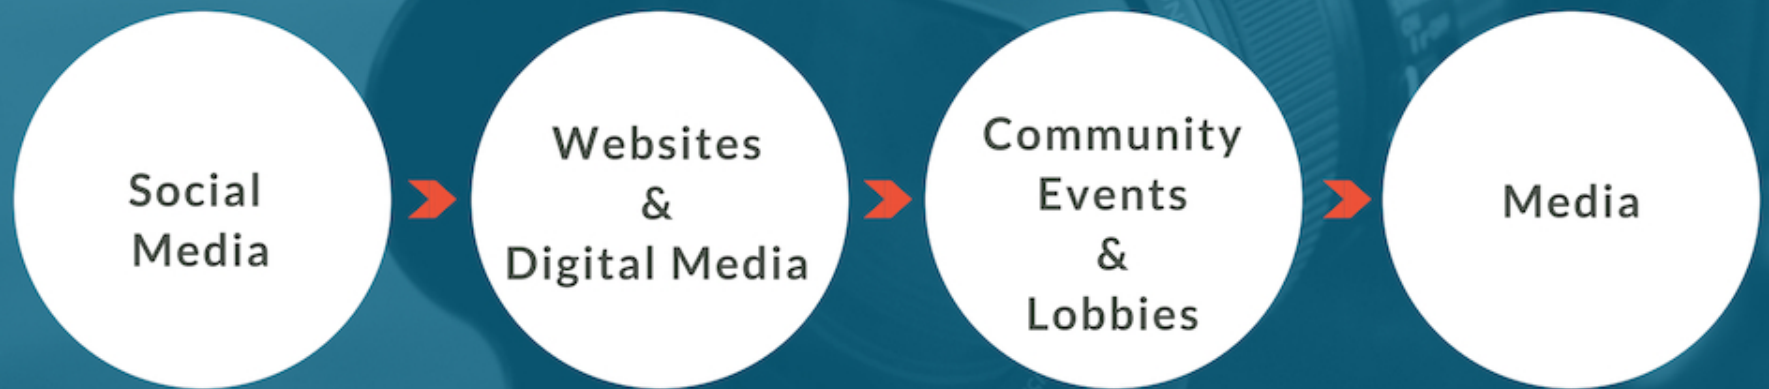 Social
Media
Websites
&
Digital Media
Community
Events
&
Lobbies
Media